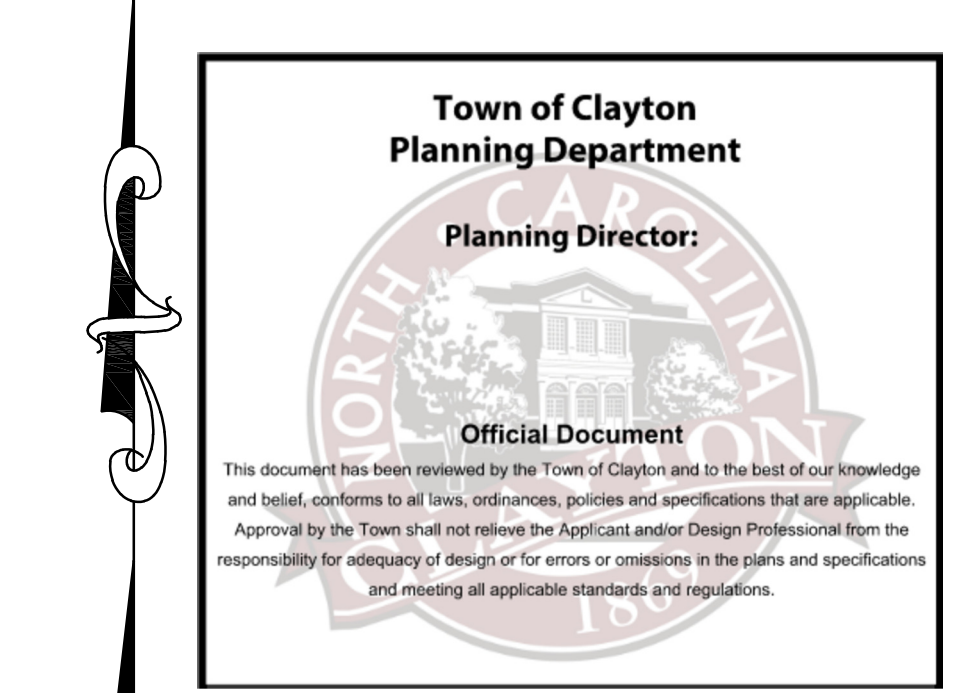 Town of Clayton
Planning Department
Planning Director:
NORTH CAROLINA
CLAYTON
1869
Official Document
This document has been reviewed by the Town of Clayton and to the best of our knowledge
and belief, conforms to all laws, ordinances, policies and specifications that are applicable.
Approval by the Town shall not relieve the Applicant and/or Design Professional from the
responsibility for adequacy of design or for errors or omissions in the plans and specifications
and meeting all applicable standards and regulations.